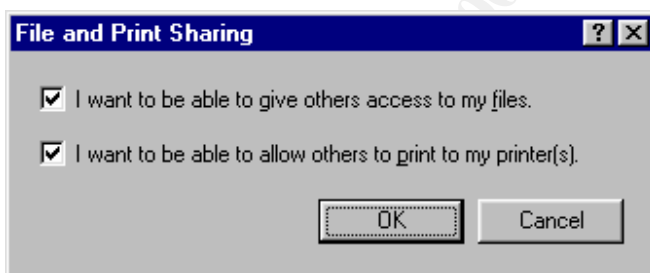 File and Print Sharing
I want to be able to give others access to my files.
I want to be able to allow others to print to my printer(s).
OK
Cancel